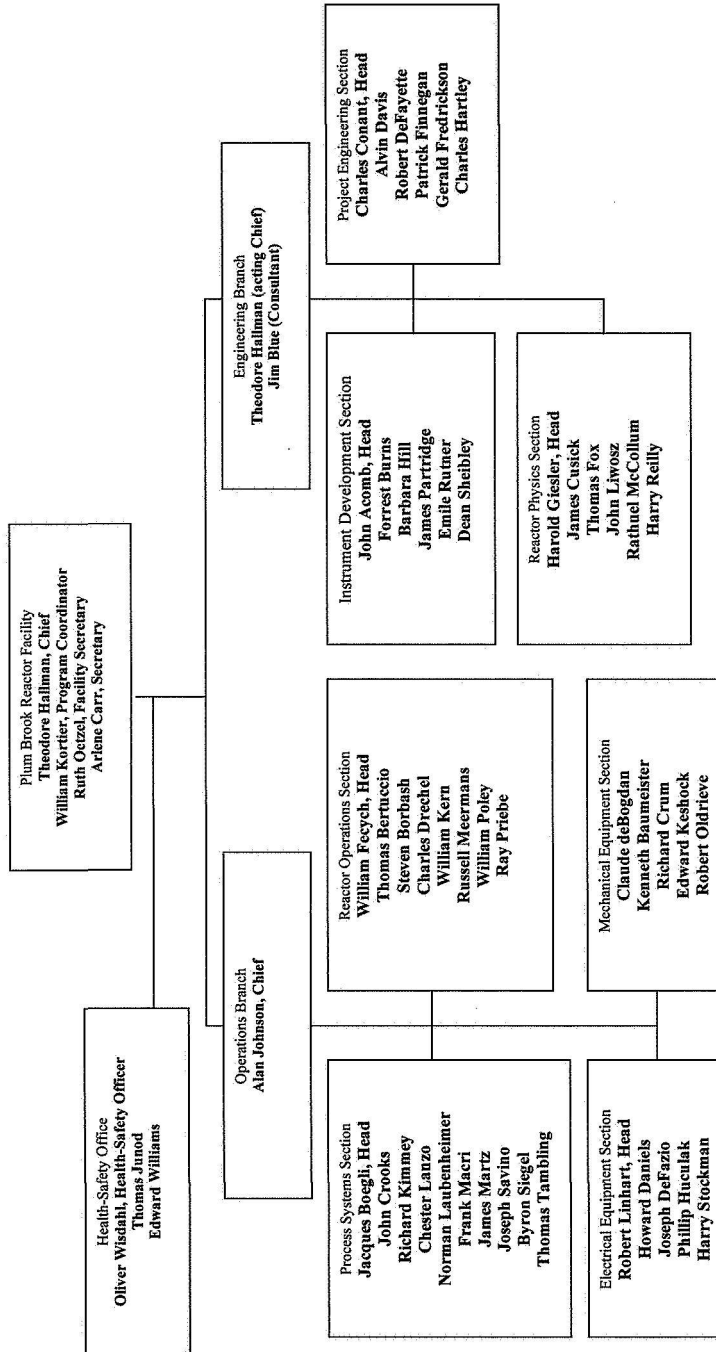 Plum Brook Reactor Facility
Theodore Hallman, Chief
William Kortier, Program Coordinator
Ruth Oetzel, Facility Secretary
Arlene Carr, Secretary
Health-Safety Office
Oliver Wisdahl, Health-Safety Officer
Thomas Junod
Edward Williams
Operations Branch
Alan Johnson, Chief
Engineering Branch
Theodore Hallman (acting Chief)
Jim Blue (Consultant)
Process Systems Section
Jacques Boegli, Head
John Crooks
Richard Kimmey
Chester Lanzo
Norman Laubenheimer
Frank Macri
James Martz
Joseph Savino
Byron Siegel
Thomas Tambling
Reactor Operations Section
William Fecych, Head
Thomas Bertuccio
Steven Borbash
Charles Drechel
William Kern
Russell Meermans
William Poley
Ray Priebe
Instrument Development Section
John Acomb, Head
Forrest Burns
Barbara Hill
James Partridge
Emile Rutner
Dean Sheibley
Project Engineering Section
Charles Conant, Head
Alvin Davis
Robert DeFayette
Patrick Finnegan
Gerald Fredrickson
Charles Hartley
Electrical Equipment Section
Robert Linhart, Head
Howard Daniels
Joseph DeFazio
Phillip Huculak
Harry Stockman
Mechanical Equipment Section
Claude deBogdan
Kenneth Baumeister
Richard Crum
Edward Keshock
Robert Oldrieve
Reactor Physics Section
Harold Giesler, Head
James Cusick
Thomas Fox
John Liwosz
Rathuel McCollum
Harry Reilly